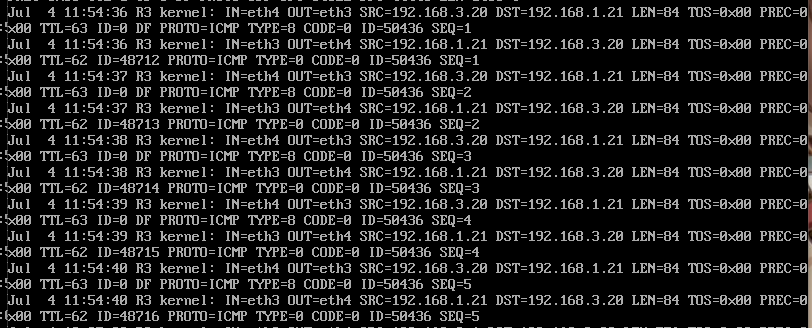 Jul  4 11:54:36 R3 kernel: IN=eth4 OUT=eth3 SRC=192.168.3.20 DST=192.168.1.21 LEN=84 TOS=0x00 PREC=0
x00 TTL=63 ID=0 DF PROTO=ICMP TYPE=8 CODE=0 ID=50436 SEQ=1
Jul  4 11:54:36 R3 kernel: IN=eth3 OUT=eth4 SRC=192.168.1.21 DST=192.168.3.20 LEN=84 TOS=0x00 PREC=0
x00 TTL=62 ID=48712 PROTO=ICMP TYPE=0 CODE=0 ID=50436 SEQ=1
Jul  4 11:54:37 R3 kernel: IN=eth4 OUT=eth3 SRC=192.168.3.20 DST=192.168.1.21 LEN=84 TOS=0x00 PREC=0
x00 TTL=63 ID=0 DF PROTO=ICMP TYPE=8 CODE=0 ID=50436 SEQ=2
Jul  4 11:54:37 R3 kernel: IN=eth3 OUT=eth4 SRC=192.168.1.21 DST=192.168.3.20 LEN=84 TOS=0x00 PREC=0
x00 TTL=62 ID=48713 PROTO=ICMP TYPE=0 CODE=0 ID=50436 SEQ=2
Jul  4 11:54:38 R3 kernel: IN=eth4 OUT=eth3 SRC=192.168.3.20 DST=192.168.1.21 LEN=84 TOS=0x00 PREC=0
x00 TTL=63 ID=0 DF PROTO=ICMP TYPE=8 CODE=0 ID=50436 SEQ=3
Jul  4 11:54:38 R3 kernel: IN=eth3 OUT=eth4 SRC=192.168.1.21 DST=192.168.3.20 LEN=84 TOS=0x00 PREC=0
x00 TTL=62 ID=48714 PROTO=ICMP TYPE=0 CODE=0 ID=50436 SEQ=3
Jul  4 11:54:39 R3 kernel: IN=eth4 OUT=eth3 SRC=192.168.3.20 DST=192.168.1.21 LEN=84 TOS=0x00 PREC=0
x00 TTL=63 ID=0 DF PROTO=ICMP TYPE=8 CODE=0 ID=50436 SEQ=4
Jul  4 11:54:39 R3 kernel: IN=eth3 OUT=eth4 SRC=192.168.1.21 DST=192.168.3.20 LEN=84 TOS=0x00 PREC=0
x00 TTL=62 ID=48715 PROTO=ICMP TYPE=0 CODE=0 ID=50436 SEQ=4
Jul  4 11:54:40 R3 kernel: IN=eth4 OUT=eth3 SRC=192.168.3.20 DST=192.168.1.21 LEN=84 TOS=0x00 PREC=0
x00 TTL=63 ID=0 DF PROTO=ICMP TYPE=8 CODE=0 ID=50436 SEQ=5
Jul  4 11:54:40 R3 kernel: IN=eth3 OUT=eth4 SRC=192.168.1.21 DST=192.168.3.20 LEN=84 TOS=0x00 PREC=0
x00 TTL=62 ID=48716 PROTO=ICMP TYPE=0 CODE=0 ID=50436 SEQ=5